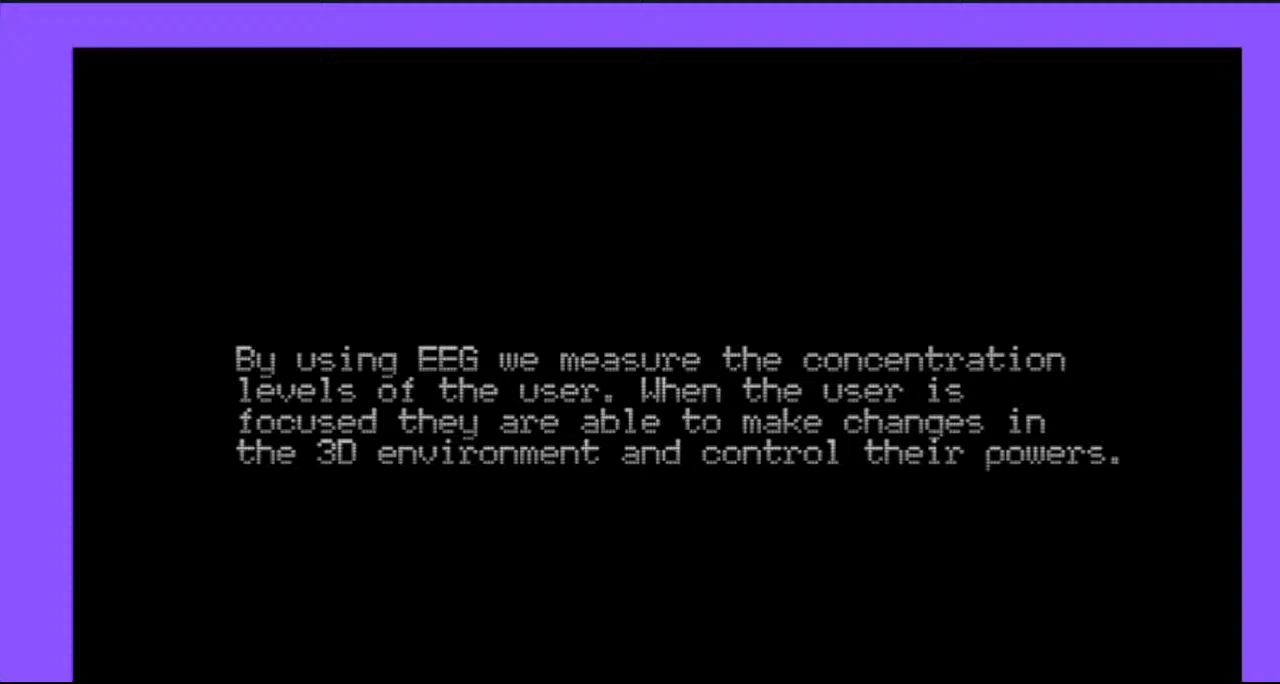 By using EEG we measure the concentration
levels of the user. When the user is
focused they are able to make changes in
the 3D environment and control their powers.